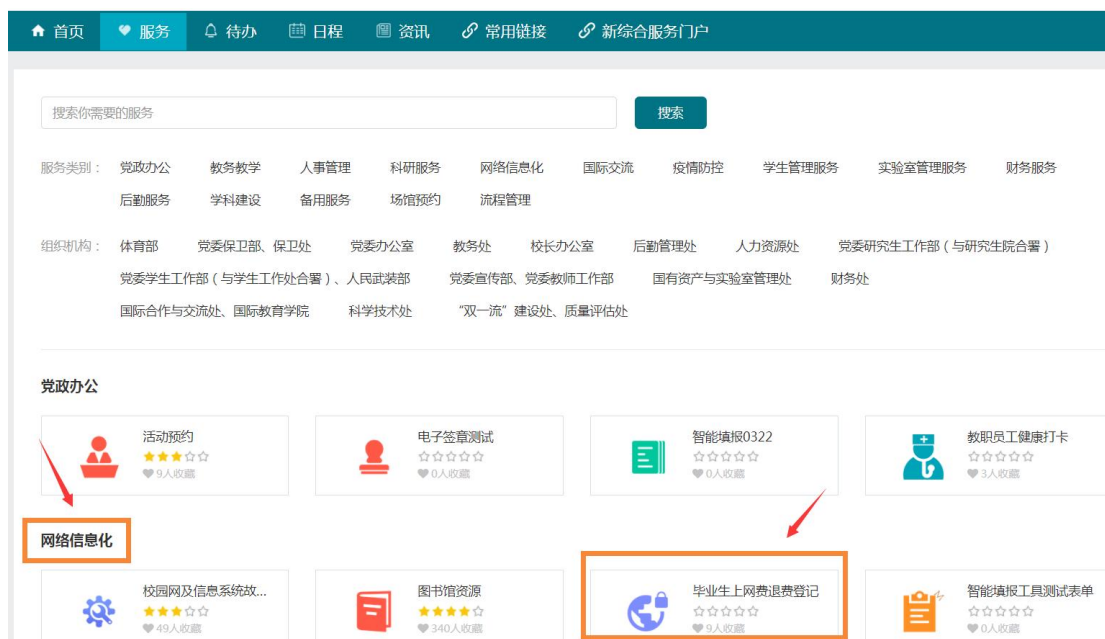 首页 服务 待办 日程 资讯 常用链接 新综合服务门户
搜索你需要的服务 搜索
服务类别： 党政办公 教务教学 人事管理 科研服务 网络信息化 国际交流 疫情防控 学生管理服务 实验室管理服务 财务服务
后勤服务 学科建设 备用服务 场馆预约 流程管理
组织机构： 体育部 党委保卫部、保卫处 党委办公室 教务处 校长办公室 后勤管理处 人力资源处 党委研究生工作部（与研究生院合署）
党委学生工作部（与学生工作处合署）、人民武装部 党委宣传部、党委教师工作部 国有资产与实验室管理处 财务处
国际合作与交流处、国际教育学院 科学技术处 “双一流”建设处、质量评估处
党政办公
活动预约 电子签章测试 智能填报0322 教职员工健康打卡
9人收藏 0人收藏 0人收藏 3人收藏
网络信息化
校园网及信息系统故... 图书馆资源 毕业生上网费退费登记 智能填报工具测试表单
49人收藏 340人收藏 9人收藏 0人收藏